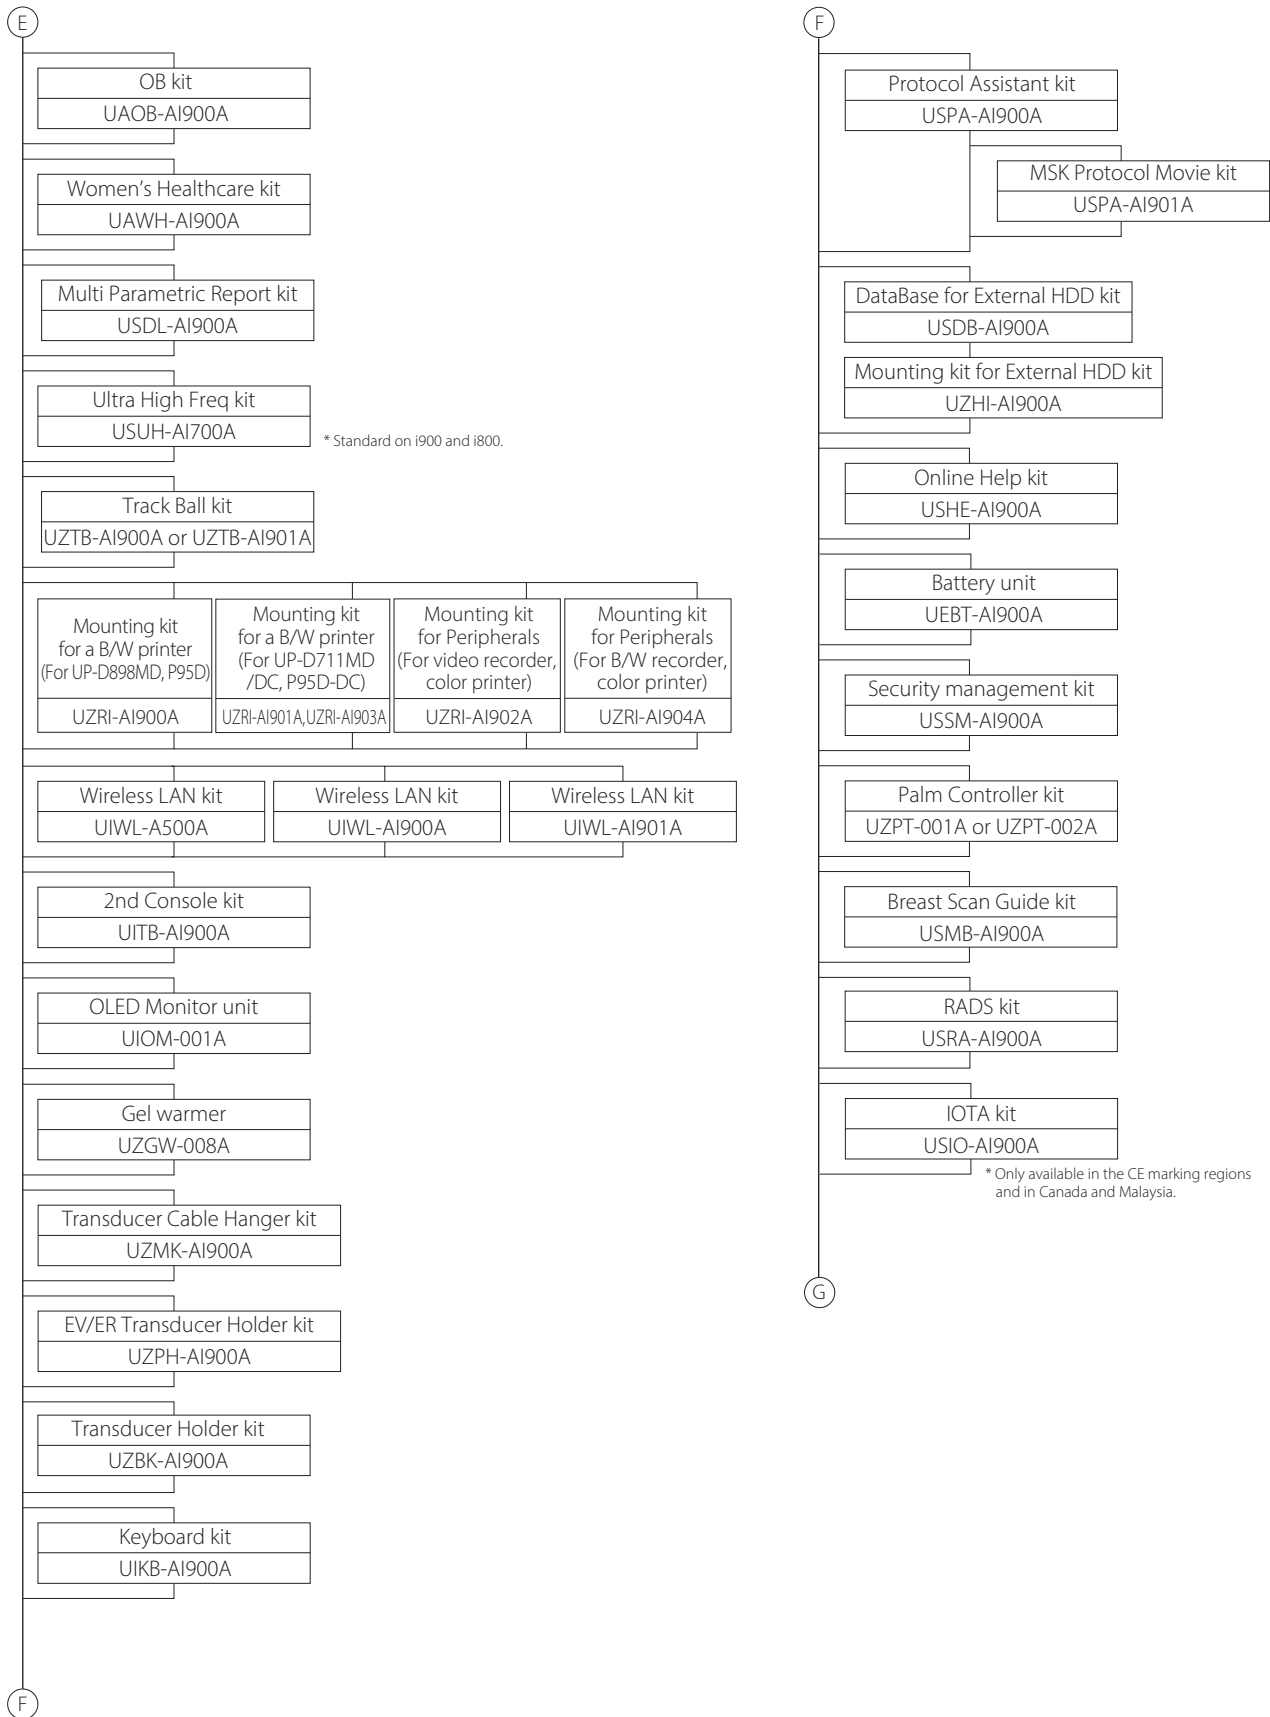 E
OB kit
UAOB-AI900A
Women's Healthcare kit
UAWH-AI900A
Multi Parametric Report kit
USDL-AI900A
Ultra High Freq kit
USUH-AI700A
* Standard on i900 and i800.
Track Ball kit
UZTB-AI900A or UZTB-AI901A
Mounting kit
for a B/W printer
(For UP-D898MD, P95D)
UZRI-AI900A
Mounting kit
for a B/W printer
(For UP-D711MD
/DC, P95D-DC)
UZRI-AI901A,UZRI-AI903A
Mounting kit
for Peripherals
(For video recorder,
color printer)
UZRI-AI902A
Mounting kit
for Peripherals
(For B/W recorder,
color printer)
UZRI-AI904A
Wireless LAN kit
UIWL-A500A
Wireless LAN kit
UIWL-AI900A
Wireless LAN kit
UIWL-AI901A
2nd Console kit
UITB-AI900A
OLED Monitor unit
UIOM-001A
Gel warmer
UZGW-008A
Transducer Cable Hanger kit
UZMK-AI900A
EV/ER Transducer Holder kit
UZPH-AI900A
Transducer Holder kit
UZBK-AI900A
Keyboard kit
UIKB-AI900A
F
F
Protocol Assistant kit
USPA-AI900A
MSK Protocol Movie kit
USPA-AI901A
DataBase for External HDD kit
USDB-AI900A
Mounting kit for External HDD kit
UZHI-AI900A
Online Help kit
USHE-AI900A
Battery unit
UEBT-AI900A
Security management kit
USSM-AI900A
Palm Controller kit
UZPT-001A or UZPT-002A
Breast Scan Guide kit
USMB-AI900A
RADS kit
USRA-AI900A
IOTA kit
USIO-AI900A
* Only available in the CE marking regions
and in Canada and Malaysia.
G